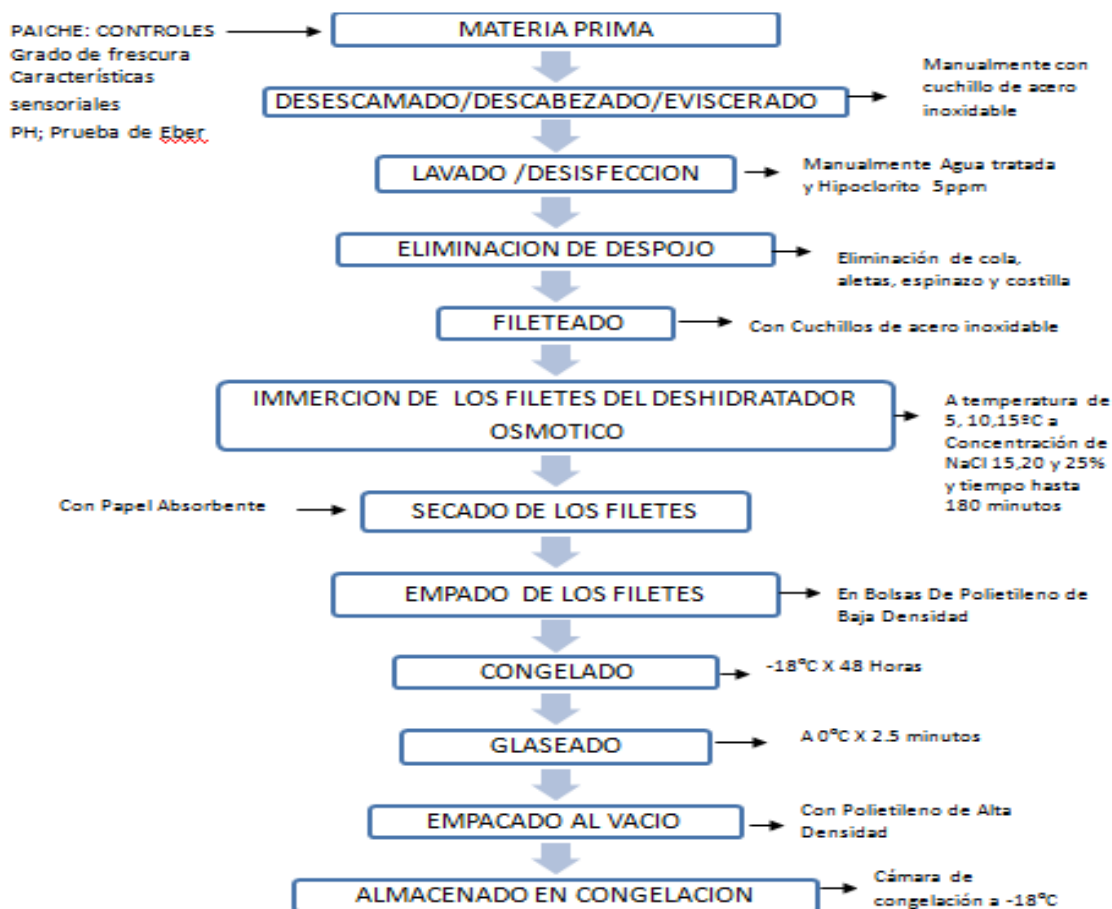 PAICHE: CONTROLES
Grado de frescura
Características
sensoriales
PH; Prueba de Eber
MATERIA PRIMA
DESESCAMADO/DESCABEZADO/EVISCERADO
Manualmente con
cuchillo de acero
inoxidable
LAVADO /DESISFECCION
Manualmente Agua tratada
y Hipoclorito 5ppm
ELIMINACION DE DESPOJO
Eliminación de cola,
aletas, espinazo y costilla
FILETEADO
Con Cuchillos de acero inoxidable
IMMERCION DE LOS FILETES DEL DESHIDRATADOR
OSMOTICO
A temperatura de
5, 10,15ºC a
Concentración de
NaCl 15,20 y 25%
y tiempo hasta
180 minutos
Con Papel Absorbente
SECADO DE LOS FILETES
EMPADO DE LOS FILETES
En Bolsas De Polietileno de
Baja Densidad
CONGELADO
-18ºC X 48 Horas
GLASEADO
A 0ºC X 2.5 minutos
EMPACADO AL VACIO
Con Polietileno de Alta
Densidad
ALMACENADO EN CONGELACION
Cámara de
congelación a -18ºC